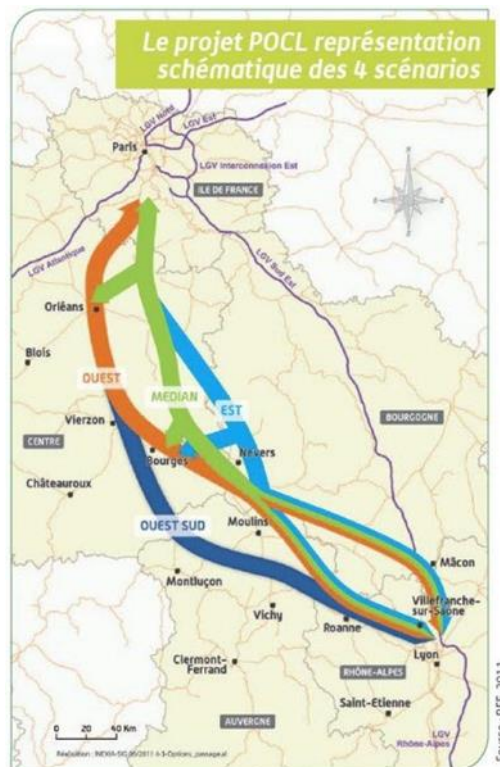 Le projet POCL représentation
schématique des 4 scénarios
LGV Nord
LGV Est
Paris
LGV Interconnexion Est
ILE DE FRANCE
LGV Atlantique
LGV Sud Est
Orléans
Blois
OUEST
MEDIAN
EST
BOURGOGNE
Vierzon
CENTRE
Bourges
Nevers
Châteauroux
OUEST SUD
Moulins
Mâcon
Montluçon
Villefranche-
sur-Saône
Vichy
Roanne
Lyon
Clermont-
Ferrand
RHÔNE-ALPES
Saint-Etienne
AUVERGNE
LGV
Rhône-Alpes
0 20 40 Km